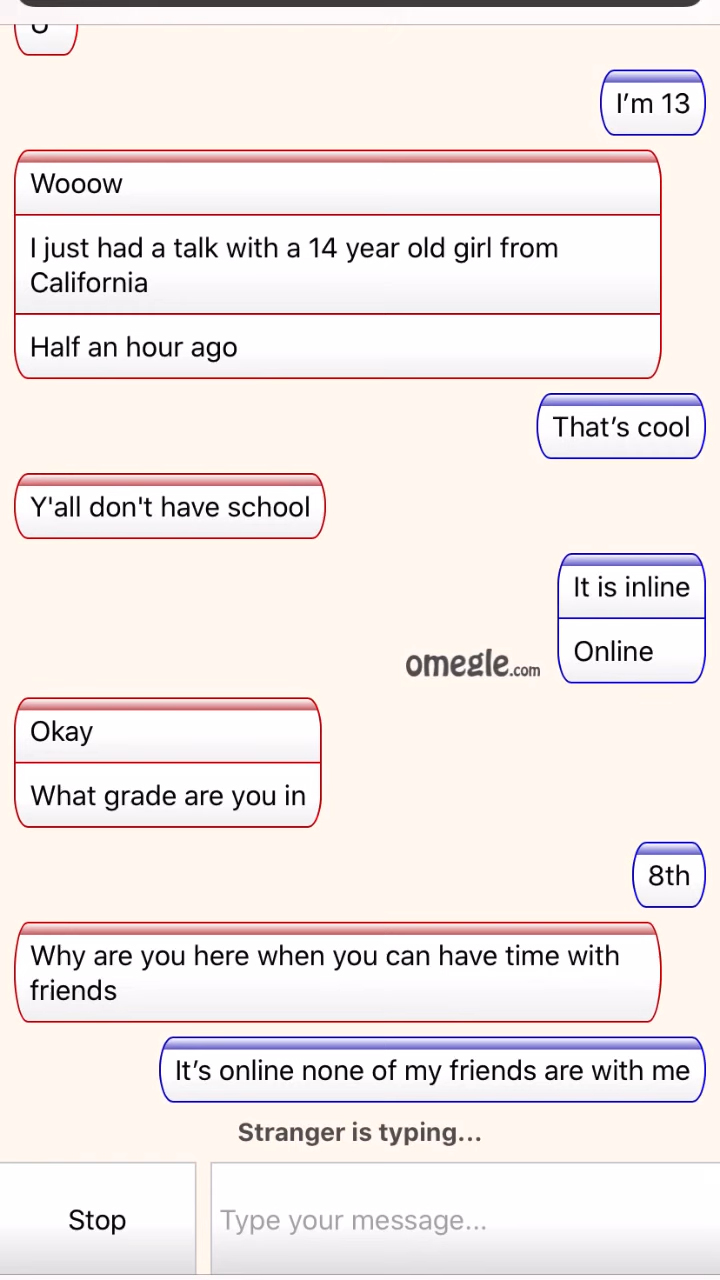 I'm 13
Wooow
I just had a talk with a 14 year old girl from
California
Half an hour ago
That's cool
Y'all don't have school
It is inline
Online
omegle.com
Okay
What grade are you in
8th
Why are you here when you can have time with
friends
It's online none of my friends are with me
Stranger is typing...
Stop
Type your message...